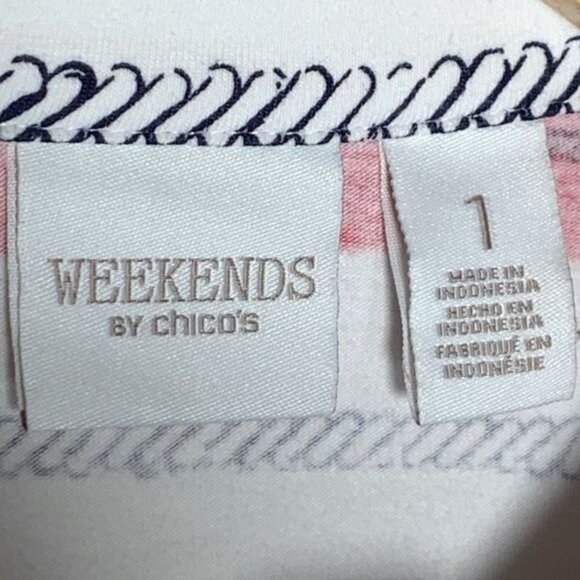 WEEKENDS
BY chico's
1
MADE IN
INDONESIA
HECHO EN
INDONESIA
FABRIQUÉ EN
INDONÉSIE